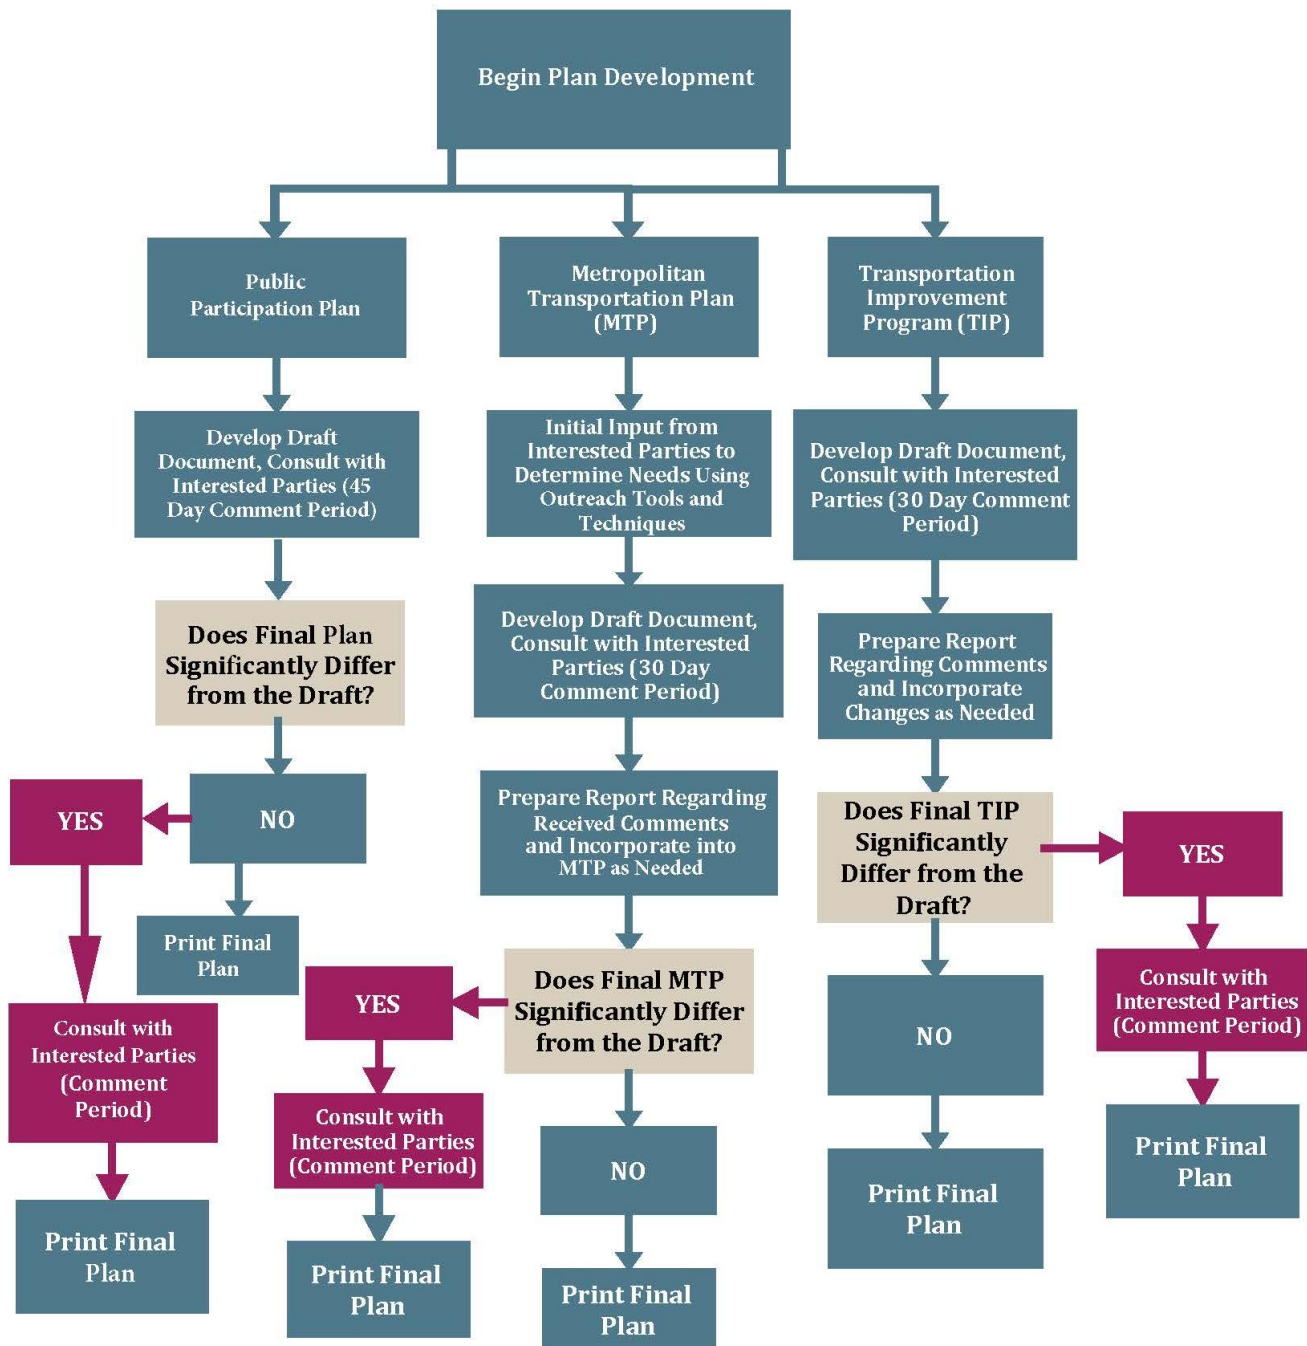 Begin Plan Development
Public
Participation Plan
Metropolitan
Transportation Plan
(MTP)
Transportation
Improvement
Program (TIP)
Develop Draft
Document, Consult with
Interested Parties (45
Day Comment Period)
Initial Input from
Interested Parties to
Determine Needs Using
Outreach Tools and
Techniques
Develop Draft Document,
Consult with Interested
Parties (30 Day Comment
Period)
Does Final Plan
Significantly Differ
from the Draft?
Develop Draft Document,
Consult with Interested
Parties (30 Day
Comment Period)
Prepare Report
Regarding Comments
and Incorporate
Changes as Needed
YES
NO
Prepare Report Regarding
Received Comments
and Incorporate into
MTP as Needed
Does Final TIP
Significantly
Differ from the
Draft?
YES
Print Final
Plan
YES
Does Final MTP
Significantly Differ
from the Draft?
NO
Consult with
Interested Parties
(Comment Period)
Consult with
Interested Parties
(Comment
Period)
Consult with
Interested Parties
(Comment Period)
NO
Print Final
Plan
Print Final
Plan
Print Final
Plan
Print Final
Plan
Print Final
Plan